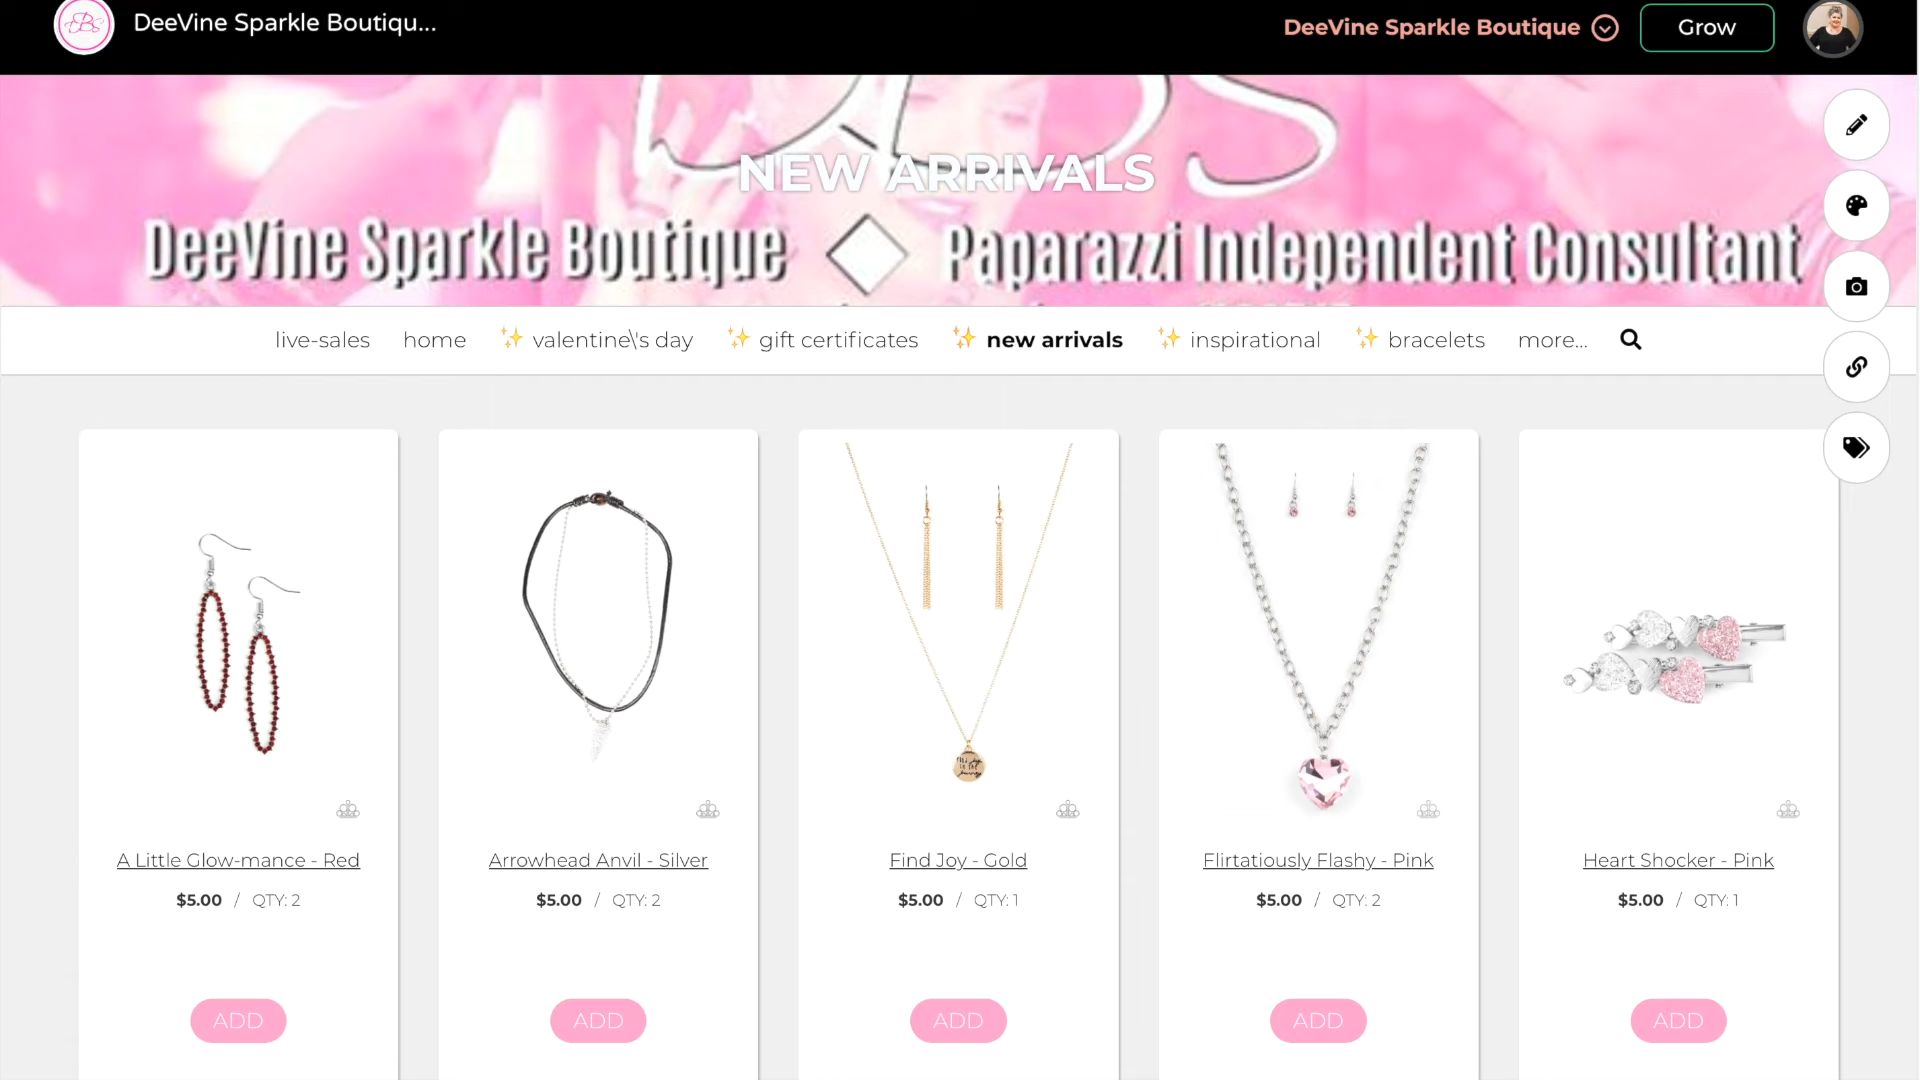 DBS
DeeVine Sparkle Boutiqu...
DeeVine Sparkle Boutique
Grow
DBS
NEW ARRIVALS
DeeVine Sparkle Boutique Paparazzi Independent Consultant
live-sales home ✨ valentine\'s day ✨ gift certificates ✨ new arrivals ✨ inspirational ✨ bracelets more...
A Little Glow-mance - Red
$5.00 / QTY: 2
ADD
Arrowhead Anvil - Silver
$5.00 / QTY: 2
ADD
Find Joy - Gold
$5.00 / QTY: 1
ADD
Flirtatiously Flashy - Pink
$5.00 / QTY: 2
ADD
Heart Shocker - Pink
$5.00 / QTY: 1
ADD